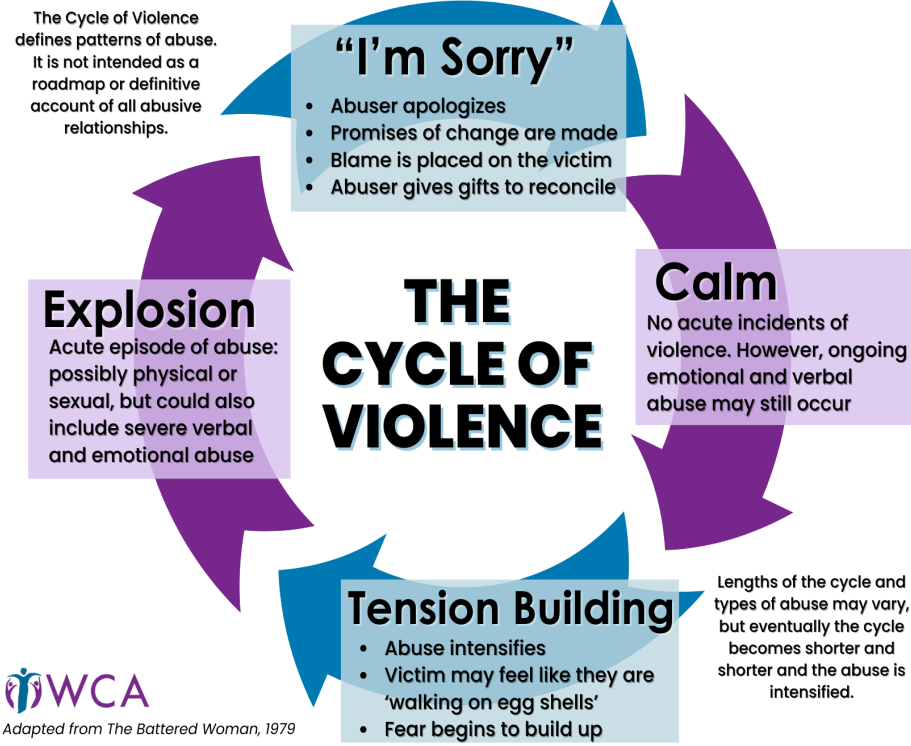 The Cycle of Violence
defines patterns of abuse.
It is not intended as a
roadmap or definitive
account of all abusive
relationships.
“I’m Sorry”
• Abuser apologizes
• Promises of change are made
• Blame is placed on the victim
• Abuser gives gifts to reconcile
Calm
No acute incidents of
violence. However, ongoing
emotional and verbal
abuse may still occur
THE
CYCLE OF
VIOLENCE
Explosion
Acute episode of abuse:
possibly physical or
sexual, but could also
include severe verbal
and emotional abuse
Tension Building
• Abuse intensifies
• Victim may feel like they are
‘walking on egg shells’
• Fear begins to build up
Lengths of the cycle and
types of abuse may vary,
but eventually the cycle
becomes shorter and
shorter and the abuse is
intensified.
WCA
Adapted from The Battered Woman, 1979